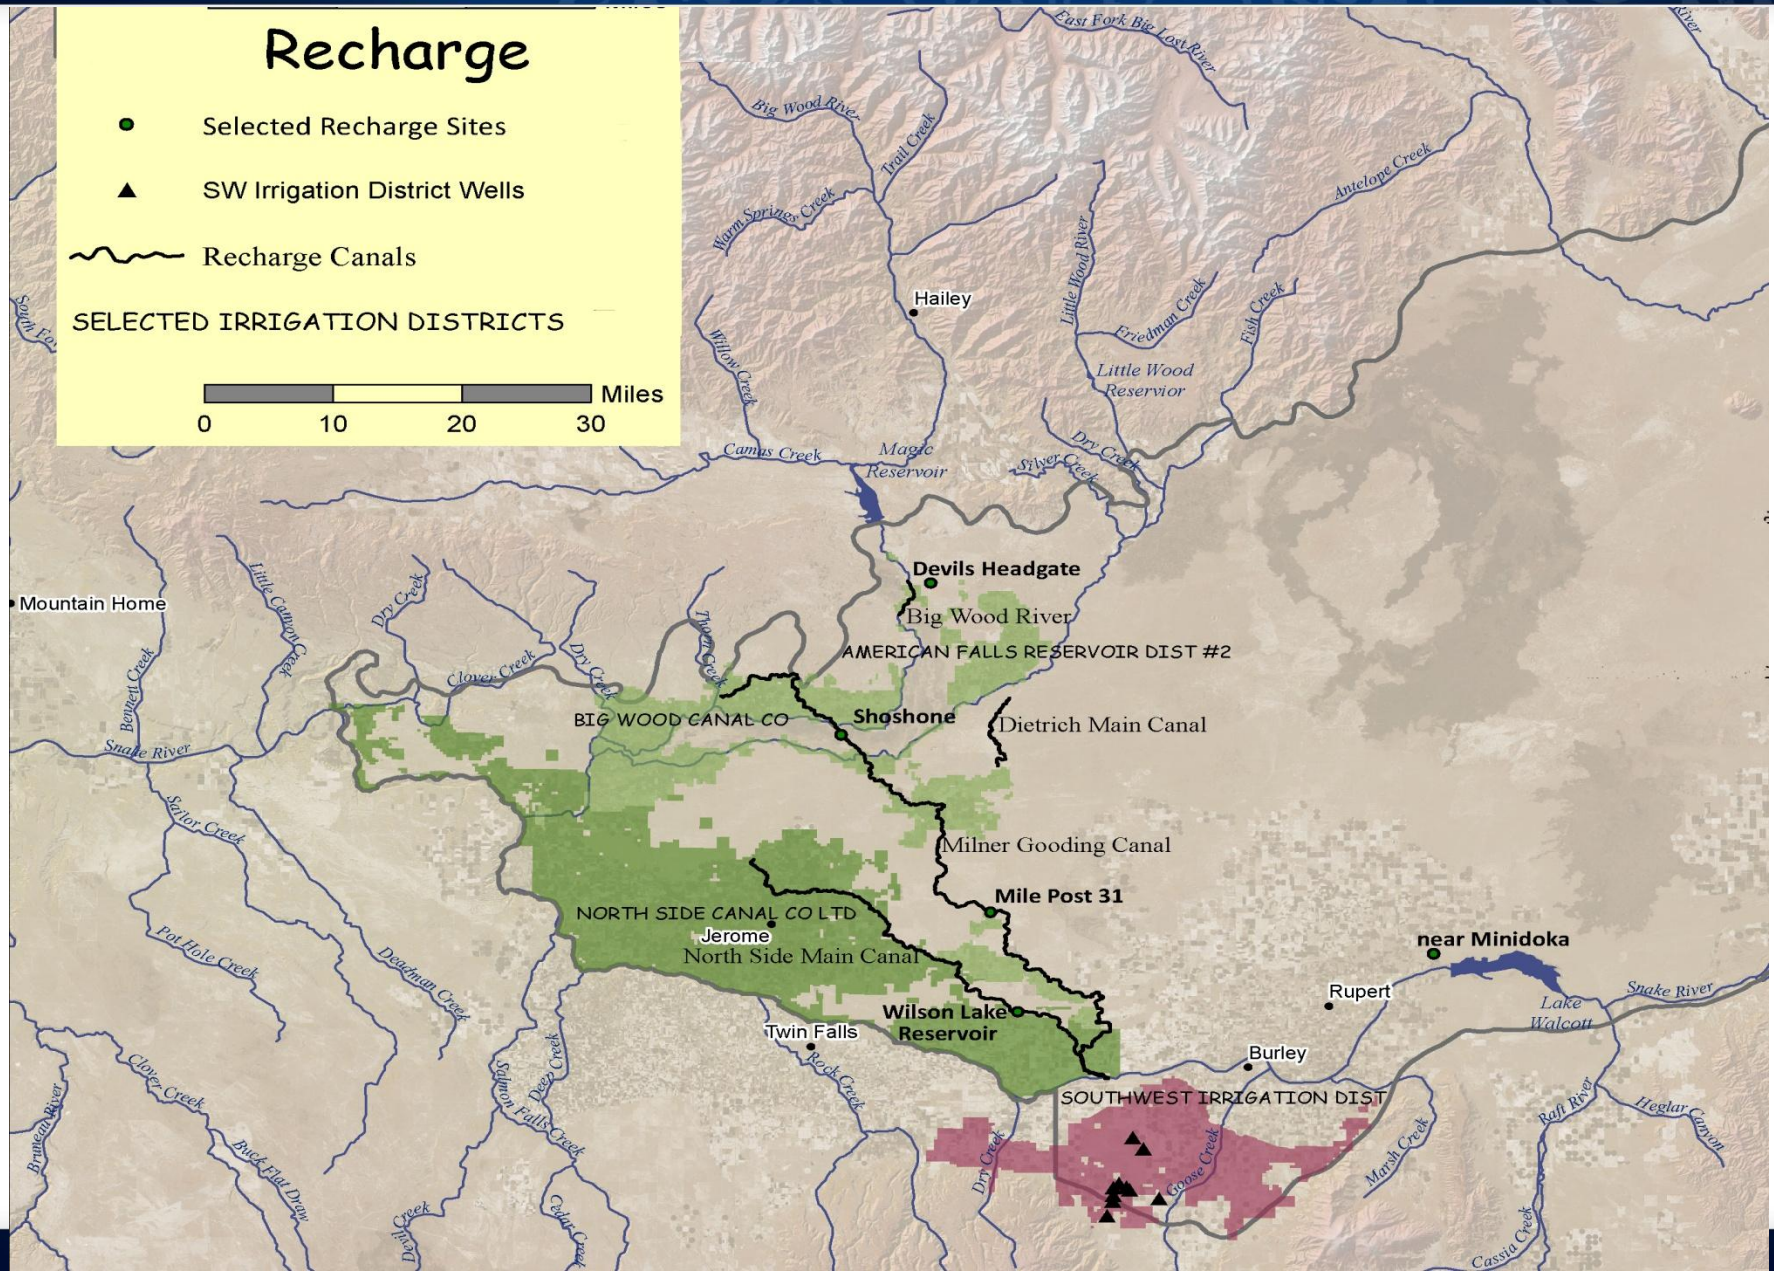 Recharge
Selected Recharge Sites
SW Irrigation District Wells
Recharge Canals
SELECTED IRRIGATION DISTRICTS
Miles
0 10 20 30
East Fork Big Lost River
River
Big Wood River
Trail Creek
Warm Springs Creek
Antelope Creek
Little Wood River
Hailey
Friedman Creek
Fish Creek
South Fo
Willow Creek
Little Wood
Reservior
Camas Creek
Magic
Reservoir
Dry Creek
Silver Creek
Devils Headgate
Big Wood River
Mountain Home
Little Canyon Creek
Dry Creek
Thorn Creek
AMERICAN FALLS RESERVOIR DIST #2
Dry Creek
Clover Creek
Bennett Creek
BIG WOOD CANAL CO
Shoshone
Dietrich Main Canal
Snake River
Sailor Creek
Milner Gooding Canal
Mile Post 31
NORTH SIDE CANAL CO LTD
Jerome
North Side Main Canal
near Minidoka
Pot Hole Creek
Deadman Creek
Rupert
Snake River
Lake
Walcott
Wilson Lake
Reservoir
Twin Falls
Rock Creek
Burley
Clover Creek
Salmon Falls Creek
Deep Creek
SOUTHWEST IRRIGATION DIST
Raft River
Heglar Canyon
Bruneau River
Buck Flat Draw
Dry Creek
Goose Creek
Marsh Creek
Devil Creek
Cedar Creek
Cassia Creek